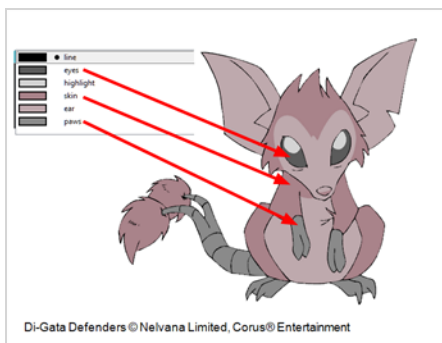 line
eyes
highlight
skin
ear
paws
Di-Gata Defenders © Nelvana Limited, Corus® Entertainment